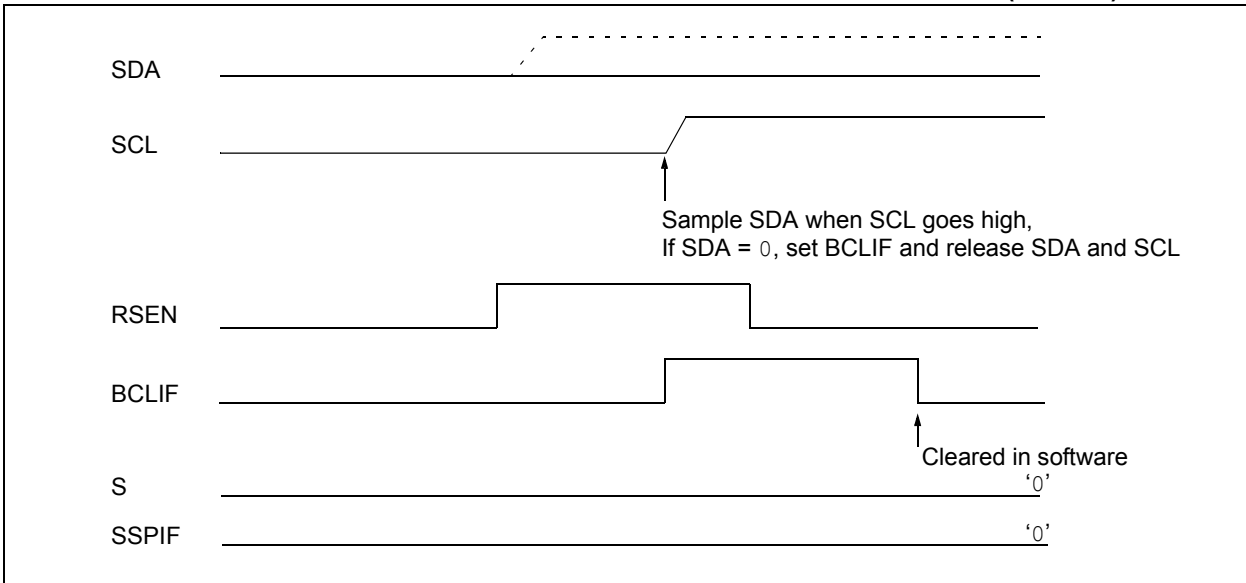 SDA
SCL
Sample SDA when SCL goes high,
If SDA = 0, set BCLIF and release SDA and SCL
RSEN
BCLIF
Cleared in software
S
‘0’
SSPIF
‘0’